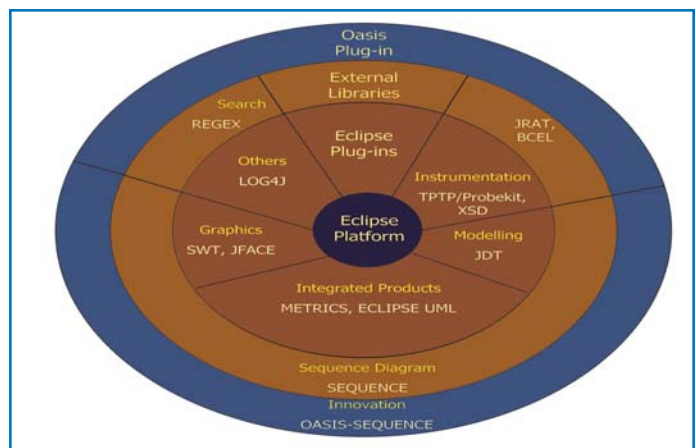 Oasis
Plug-in
External
Libraries
Search
REGEX
JRAT,
BCEL
Eclipse
Plug-ins
Others
LOG4J
Instrumentation
TPTP/Probekit,
XSD
Eclipse
Platform
Graphics
SWT, JFACE
Modelling
JDT
Integrated Products
METRICS, ECLIPSE UML
Sequence Diagram
SEQUENCE
Innovation
OASIS-SEQUENCE